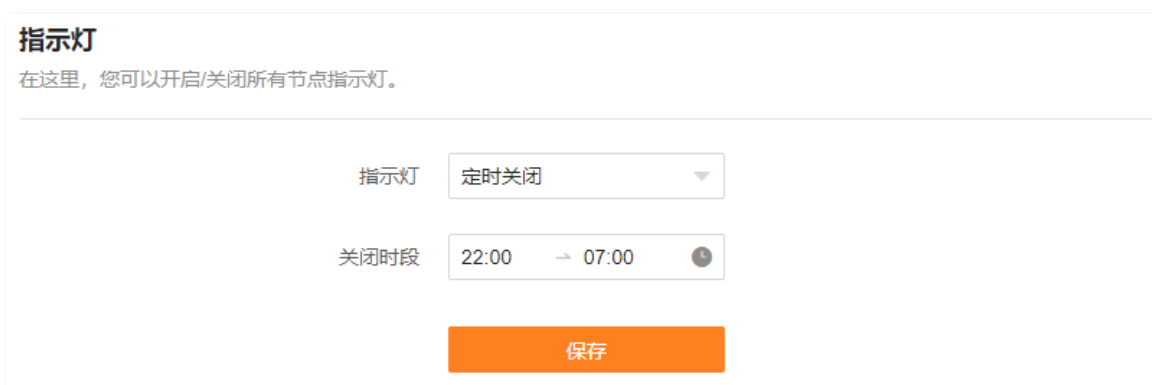 指示灯
在这里，您可以开启/关闭所有节点指示灯。
指示灯 定时关闭
关闭时段 22:00 → 07:00
保存